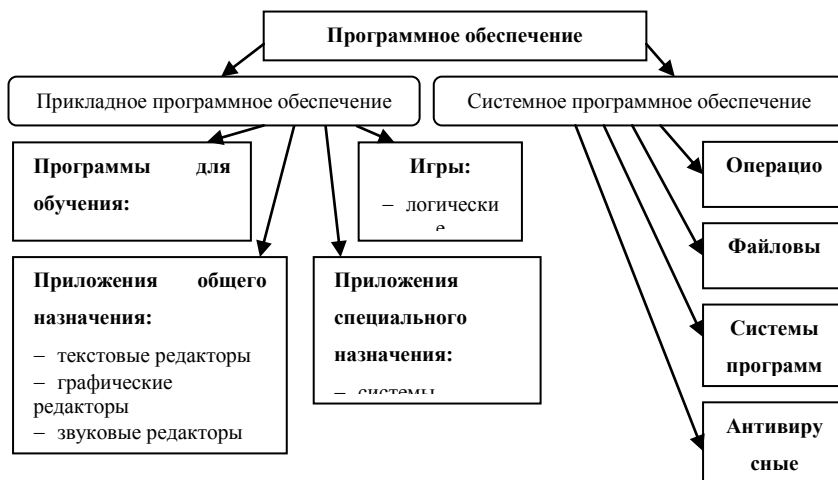 Программное обеспечение
Прикладное программное обеспечение
Системное программное обеспечение
Программы для
обучения:
Игры:
– логически
е
Операцио
Файловы
Приложения общего
назначения:
– текстовые редакторы
– графические
редакторы
– звуковые редакторы
Приложения
специального
назначения:
– системы
Системы
программ
Антивиру
сные